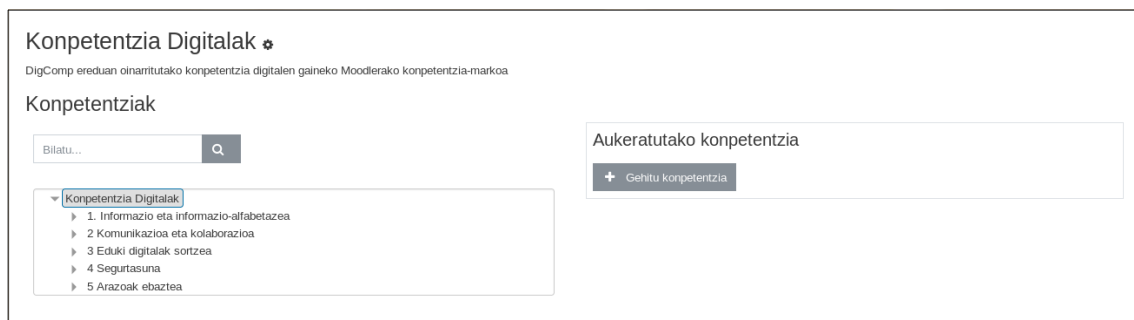 Konpetentzia Digitalak
DigComp ereduan oinarritutako konpetentzia digitalen gaineko Moodlerako konpetentzia-markoa
Konpetentziak
Bilatu...
Konpetentzia Digitalak
1. Informazio eta informazio-alfabetazea
2 Komunikazioa eta kolaborazioa
3 Eduki digitalak sortzea
4 Segurtasuna
5 Arazoak ebaztea
Aukeratutako konpetentzia
Gehitu konpetentzia